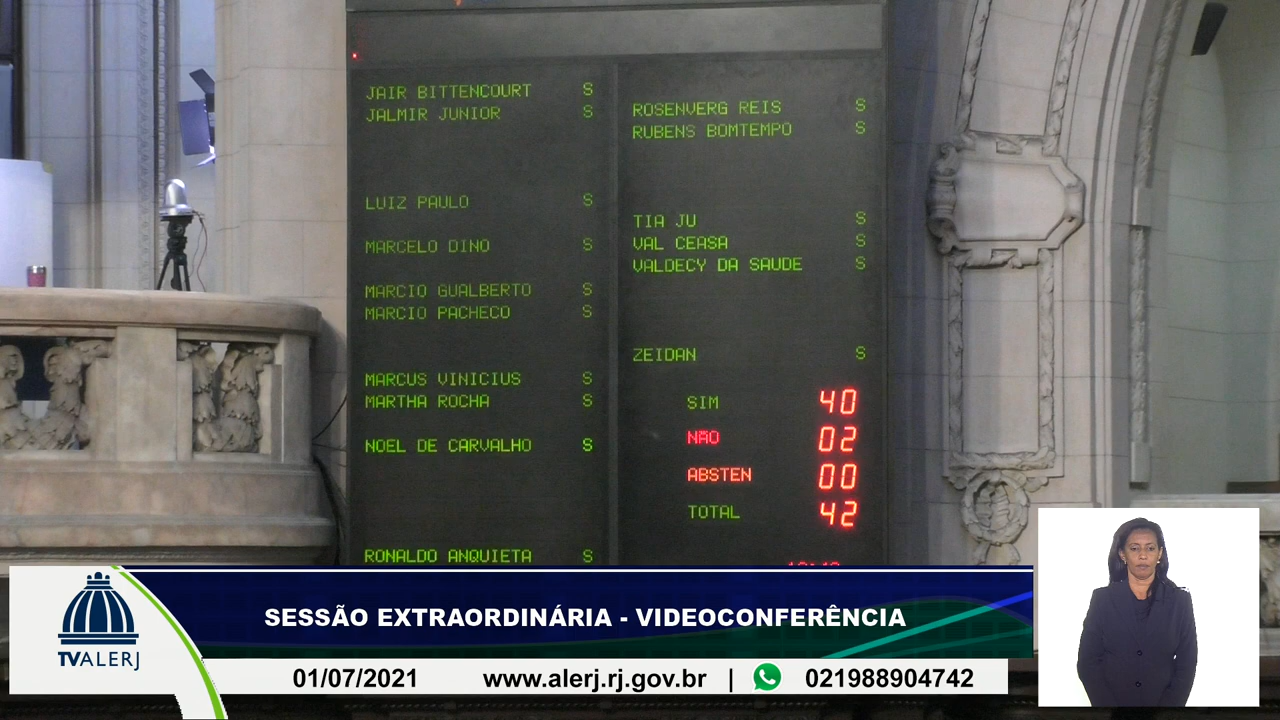 JAIR BITTENCOURT S
JALMIR JUNIOR S
LUIZ PAULO S
MARCELO DINO S
MARCIO GUALBERTO S
MARCIO PACHECO S
MARCUS VINICIUS S
MARTHA ROCHA S
NOEL DE CARVALHO S
RONALDO ANQUIETA S
ROSENVERG REIS S
RUBENS BOMTEMPO S
TIA JU S
VAL CEASA S
VALDECY DA SAUDE S
ZEIDAN S
SIM 40
NÃO 02
ABSTEN 00
TOTAL 42
SESSÃO EXTRAORDINÁRIA - VIDEOCONFERÊNCIA
TVALERJ
01/07/2021 www.alerj.rj.gov.br | 021988904742